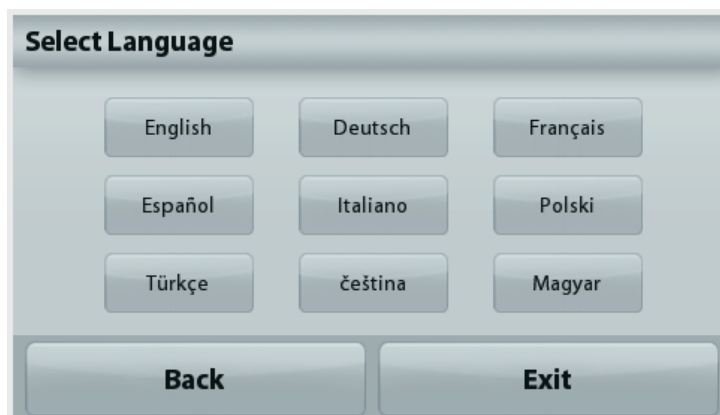 Select Language
English Deutsch Français
Español Italiano Polski
Türkçe čeština Magyar
Back Exit